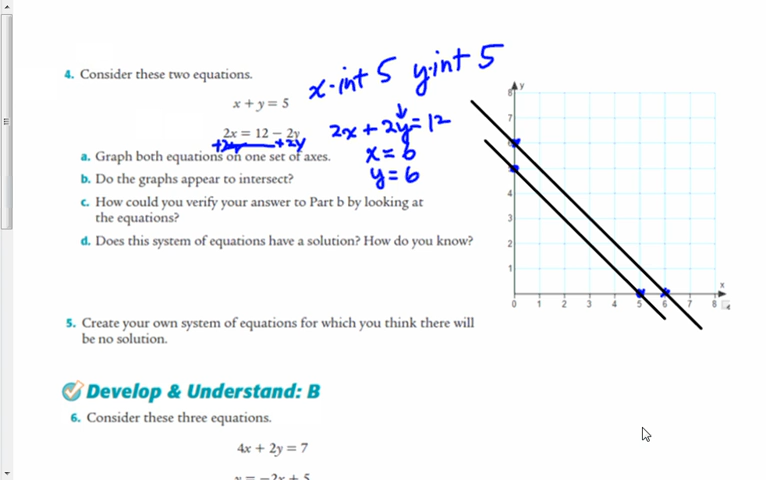 x-int 5 y-int 5
4. Consider these two equations.
x + y = 5
2x = 12 − 2y
+2y +2y
2x + 2y = 12
x = 6
y = 6
a. Graph both equations on one set of axes.
b. Do the graphs appear to intersect?
c. How could you verify your answer to Part b by looking at
the equations?
d. Does this system of equations have a solution? How do you know?
5. Create your own system of equations for which you think there will
be no solution.
Develop & Understand: B
6. Consider these three equations.
4x + 2y = 7
y = −2x + 5
y
8
7
4
3
2
1
0 1 2 3 4 5 6 7 8
x